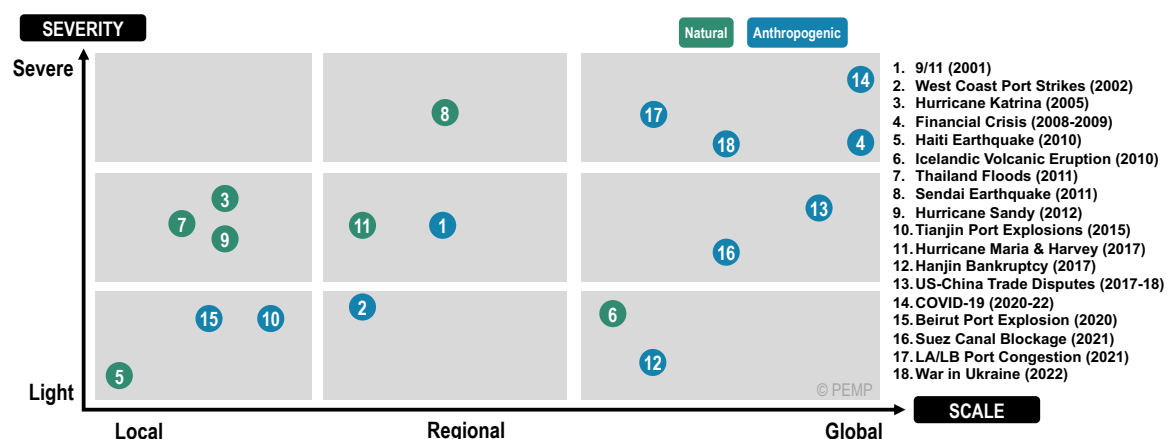 SEVERITY
Natural
Anthropogenic
Severe
14
8
17
18
4
3
7
9
11
1
13
16
15
10
2
6
12
5
Light
© PEMP
SCALE
Local
Regional
Global
1. 9/11 (2001)
2. West Coast Port Strikes (2002)
3. Hurricane Katrina (2005)
4. Financial Crisis (2008-2009)
5. Haiti Earthquake (2010)
6. Icelandic Volcanic Eruption (2010)
7. Thailand Floods (2011)
8. Sendai Earthquake (2011)
9. Hurricane Sandy (2012)
10. Tianjin Port Explosions (2015)
11. Hurricane Maria & Harvey (2017)
12. Hanjin Bankruptcy (2017)
13. US-China Trade Disputes (2017-18)
14. COVID-19 (2020-22)
15. Beirut Port Explosion (2020)
16. Suez Canal Blockage (2021)
17. LA/LB Port Congestion (2021)
18. War in Ukraine (2022)